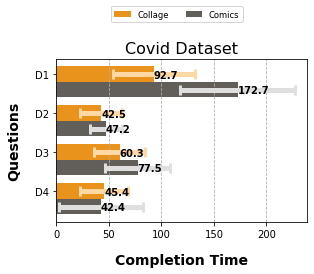 Collage Comics
Covid Dataset
D1
92.7
172.7
D2
42.5
47.2
D3
60.3
77.5
D4
45.4
42.4
0 50 100 150 200
Questions
Completion Time